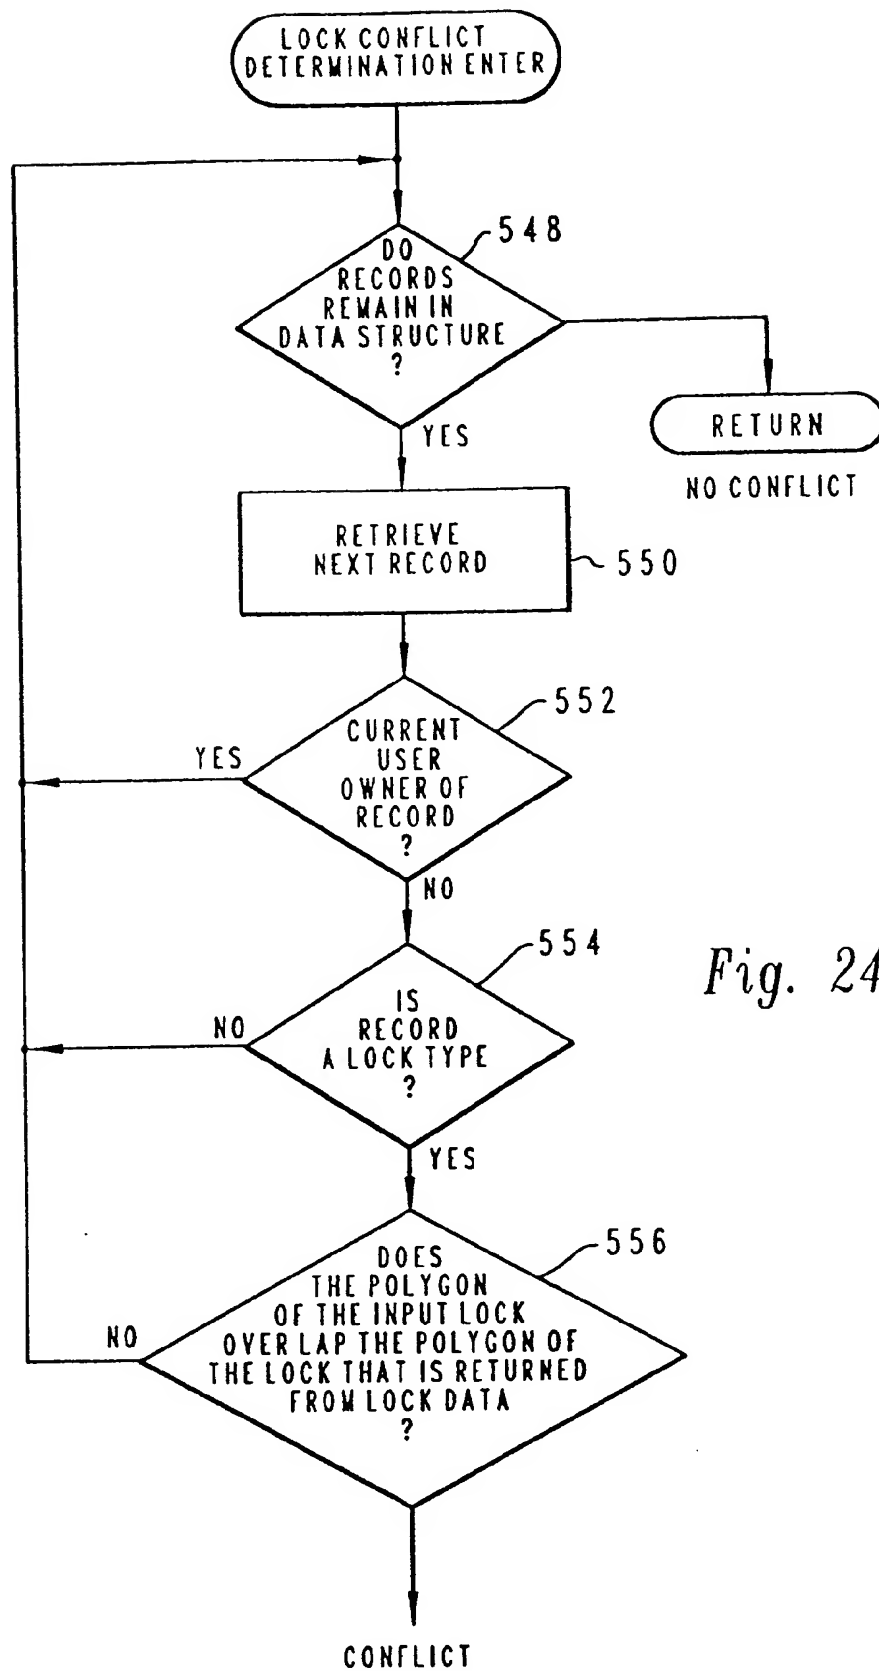 LOCK CONFLICT
DETERMINATION ENTER
548
DO
RECORDS
REMAIN IN
DATA STRUCTURE
?
YES
RETURN
NO CONFLICT
RETRIEVE
NEXT RECORD
550
552
CURRENT
USER
OWNER OF
RECORD
?
YES
NO
554
IS
RECORD
A LOCK TYPE
?
NO
YES
Fig. 24
556
DOES
THE POLYGON
OF THE INPUT LOCK
OVERLAP THE POLYGON OF
THE LOCK THAT IS RETURNED
FROM LOCK DATA
?
NO
CONFLICT